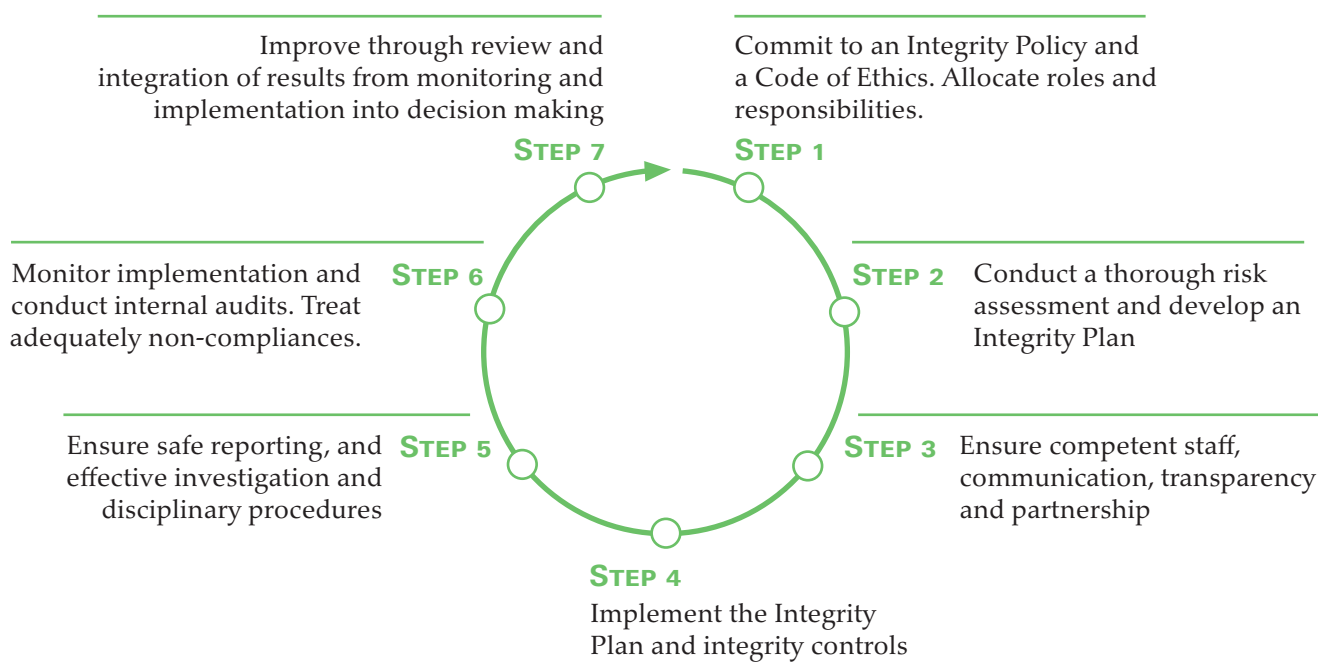 STEP 1
Commit to an Integrity Policy and
a Code of Ethics. Allocate roles and
responsibilities.
STEP 2
Conduct a thorough risk
assessment and develop an
Integrity Plan
STEP 3
Ensure competent staff,
communication, transparency
and partnership
STEP 4
Implement the Integrity
Plan and integrity controls
STEP 5
Ensure safe reporting, and
effective investigation and
disciplinary procedures
STEP 6
Monitor implementation and
conduct internal audits. Treat
adequately non-compliances.
STEP 7
Improve through review and
integration of results from monitoring and
implementation into decision making